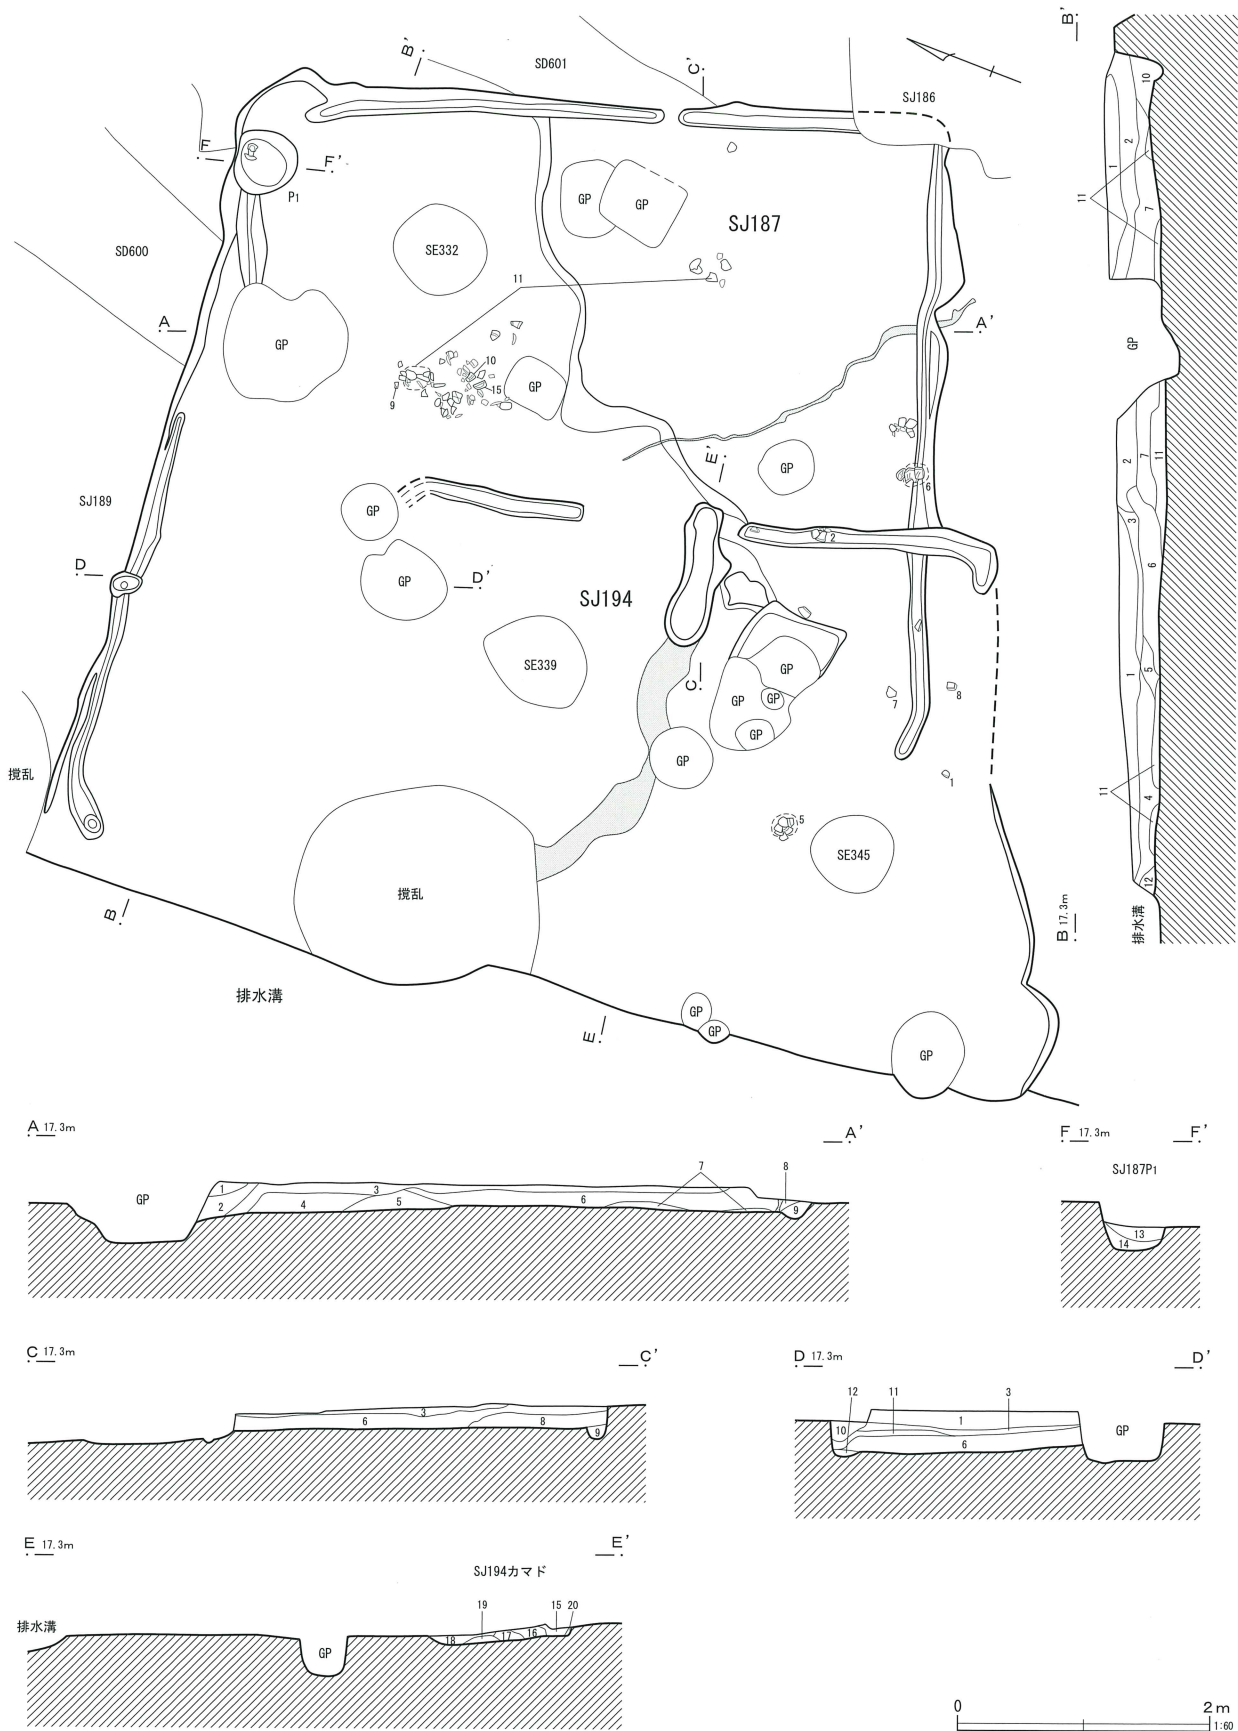 B'
SD601
C'
SJ186
B'
10
F
F'
P1
GP
GP
SJ187
1
2
11
7
SD600
SE332
11
A
A'
GP
GP
10
15
9
GP
E'
GP
6
2
7
11
SJ189
GP
2
3
D
GP
D'
SJ194
6
SE339
C
GP
GP
GP
GP
7
8
1
5
攪乱
GP
1
11
4
5
SE345
攪乱
12
B
B 17.3m
排水溝
排水溝
E
GP
GP
GP
A 17.3m
A'
F 17.3m
F'
SJ187P1
GP
1
2
3
4
5
6
7
8
9
13
14
C 17.3m
C'
3
6
8
9
D 17.3m
D'
12
11
3
10
1
6
GP
E 17.3m
E'
SJ194カマド
排水溝
GP
19
15
20
18
17
16
0
2m
1:60